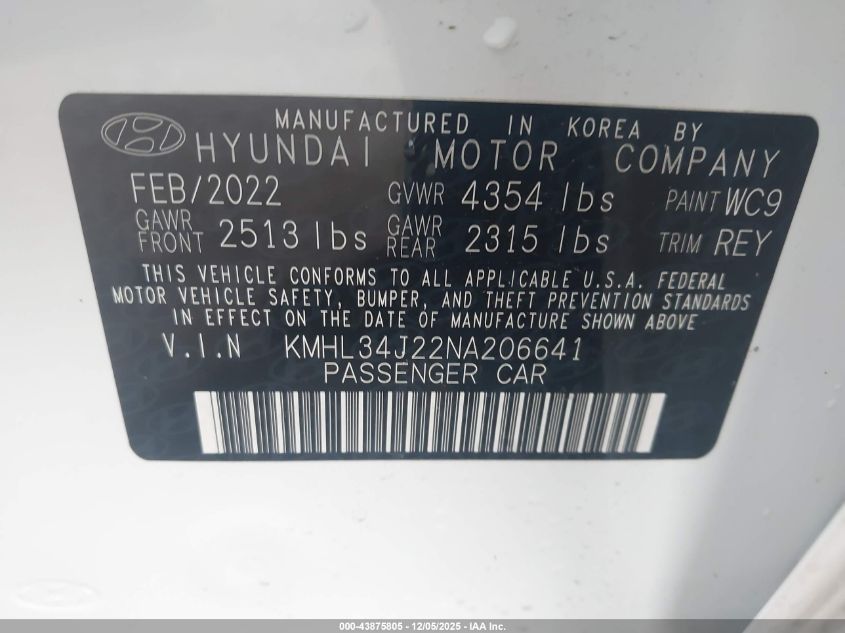 MANUFACTURED IN KOREA BY
HYUNDAI MOTOR COMPANY
FEB/2022 GVWR 4354 lbs PAINT WC9
GAWR FRONT 2513 lbs GAWR REAR 2315 lbs TRIM REY
THIS VEHICLE CONFORMS TO ALL APPLICABLE U.S.A. FEDERAL
MOTOR VEHICLE SAFETY, BUMPER, AND THEFT PREVENTION STANDARDS
IN EFFECT ON THE DATE OF MANUFACTURE SHOWN ABOVE
V.I.N KMHL34J22NA206641
PASSENGER CAR
000-43875805 - 12/05/2025 - IAA Inc.